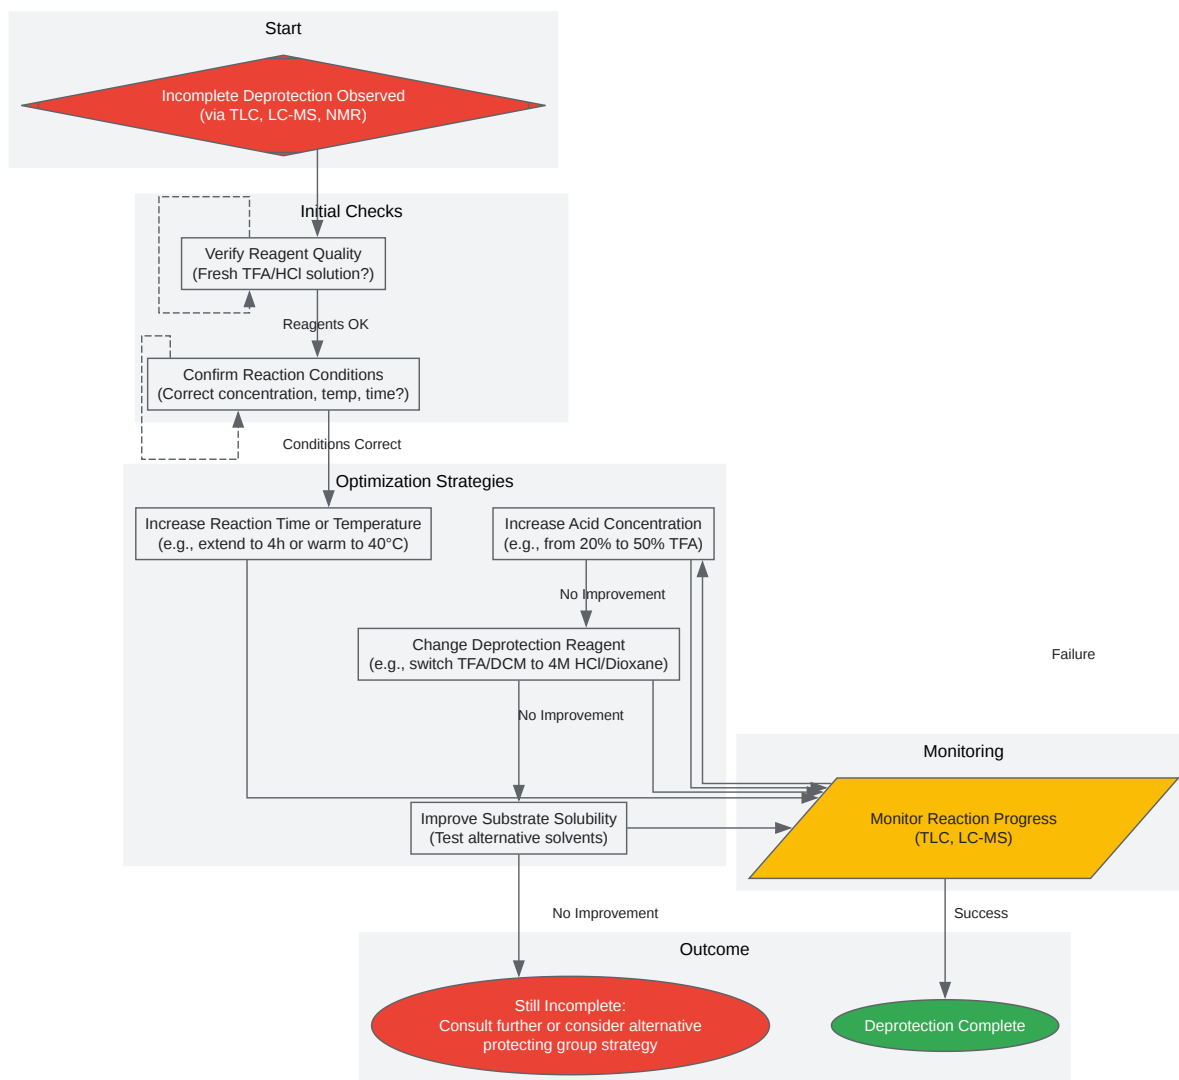 Start
Incomplete Deprotection Observed
(via TLC, LC-MS, NMR)
Initial Checks
Verify Reagent Quality
(Fresh TFA/HCl solution?)
Reagents OK
Confirm Reaction Conditions
(Correct concentration, temp, time?)
Conditions Correct
Optimization Strategies
Increase Reaction Time or Temperature
(e.g., extend to 4h or warm to 40°C)
Increase Acid Concentration
(e.g., from 20% to 50% TFA)
No Improvement
Change Deprotection Reagent
(e.g., switch TFA/DCM to 4M HCl/Dioxane)
Failure
No Improvement
Monitoring
Improve Substrate Solubility
(Test alternative solvents)
Monitor Reaction Progress
(TLC, LC-MS)
No Improvement
Success
Outcome
Still Incomplete:
Consult further or consider alternative
protecting group strategy
Deprotection Complete